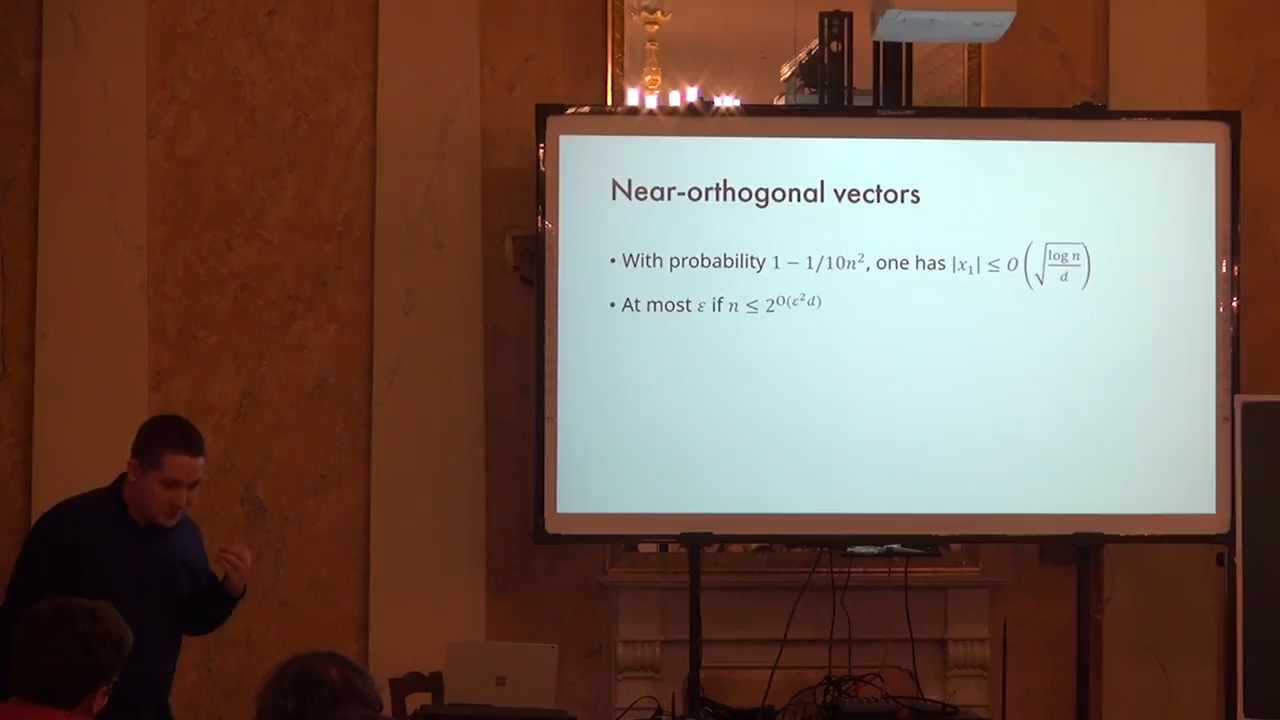 Near-orthogonal vectors
• With probability 1 − 1/10n², one has |x₁| ≤ O(√(log n / d))
• At most ε if n ≤ 2^{O(ε²d)}